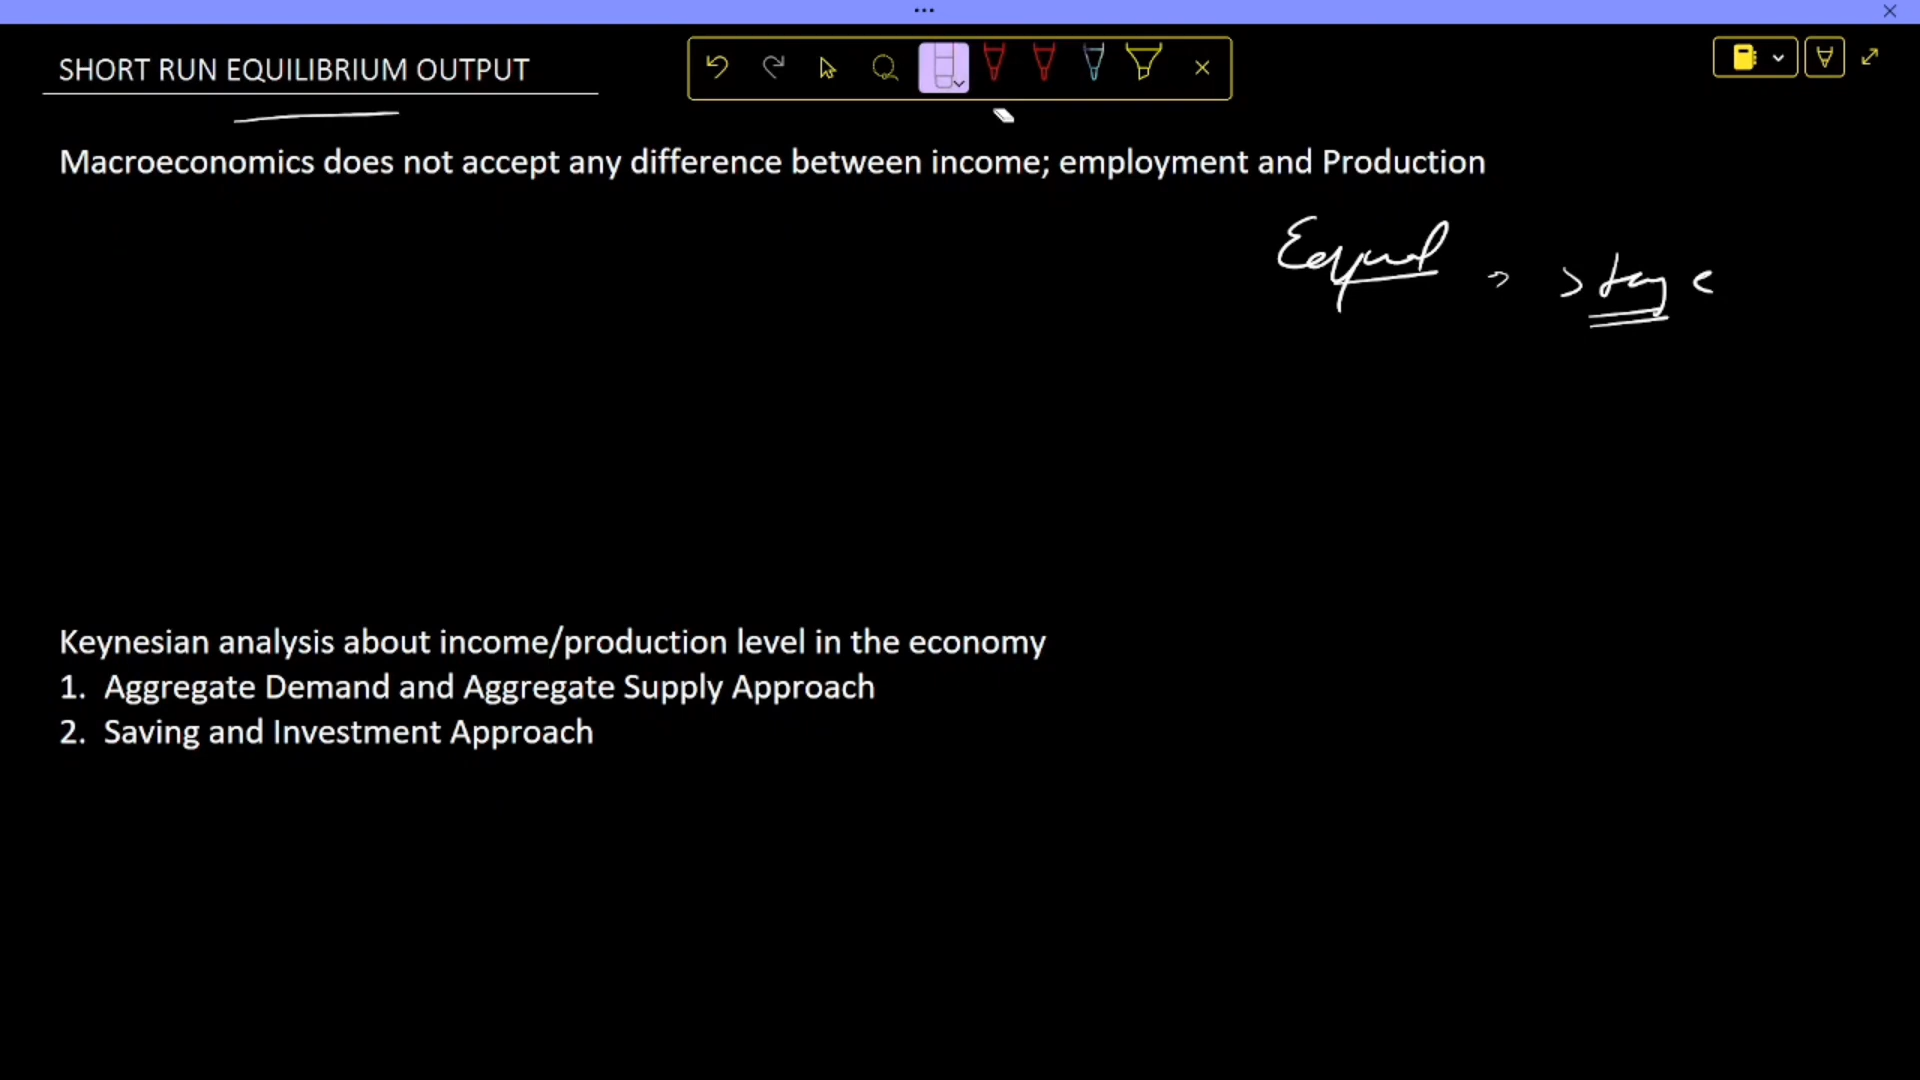 SHORT RUN EQUILIBRIUM OUTPUT
Macroeconomics does not accept any difference between income; employment and Production
Equal
Keynesian analysis about income/production level in the economy
1. Aggregate Demand and Aggregate Supply Approach
2. Saving and Investment Approach